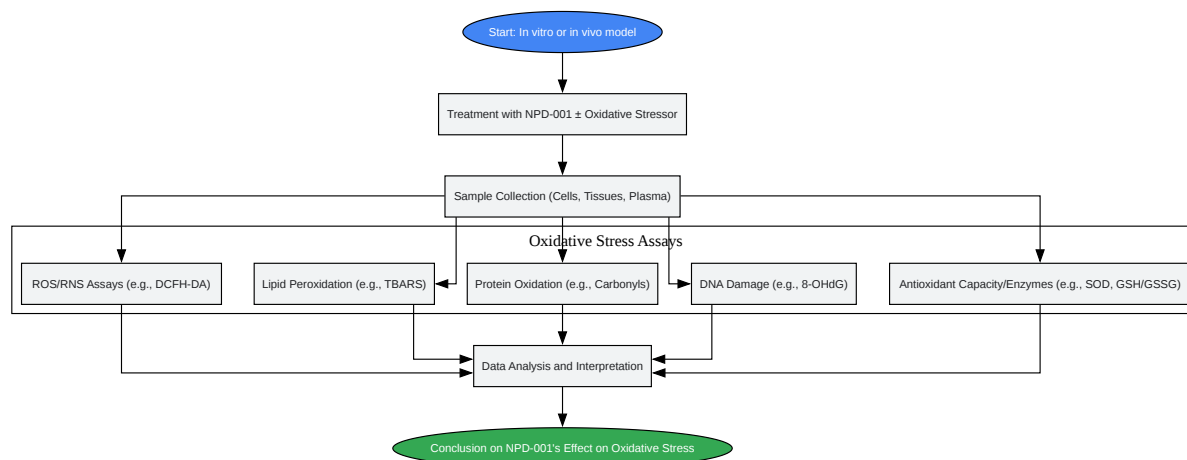 Start: In vitro or in vivo model
Treatment with NPD-001 ± Oxidative Stressor
Sample Collection (Cells, Tissues, Plasma)
Oxidative Stress Assays
ROS/RNS Assays (e.g., DCFH-DA)
Lipid Peroxidation (e.g., TBARS)
Protein Oxidation (e.g., Carbonyls)
DNA Damage (e.g., 8-OHdG)
Antioxidant Capacity/Enzymes (e.g., SOD, GSH/GSSG)
Data Analysis and Interpretation
Conclusion on NPD-001's Effect on Oxidative Stress